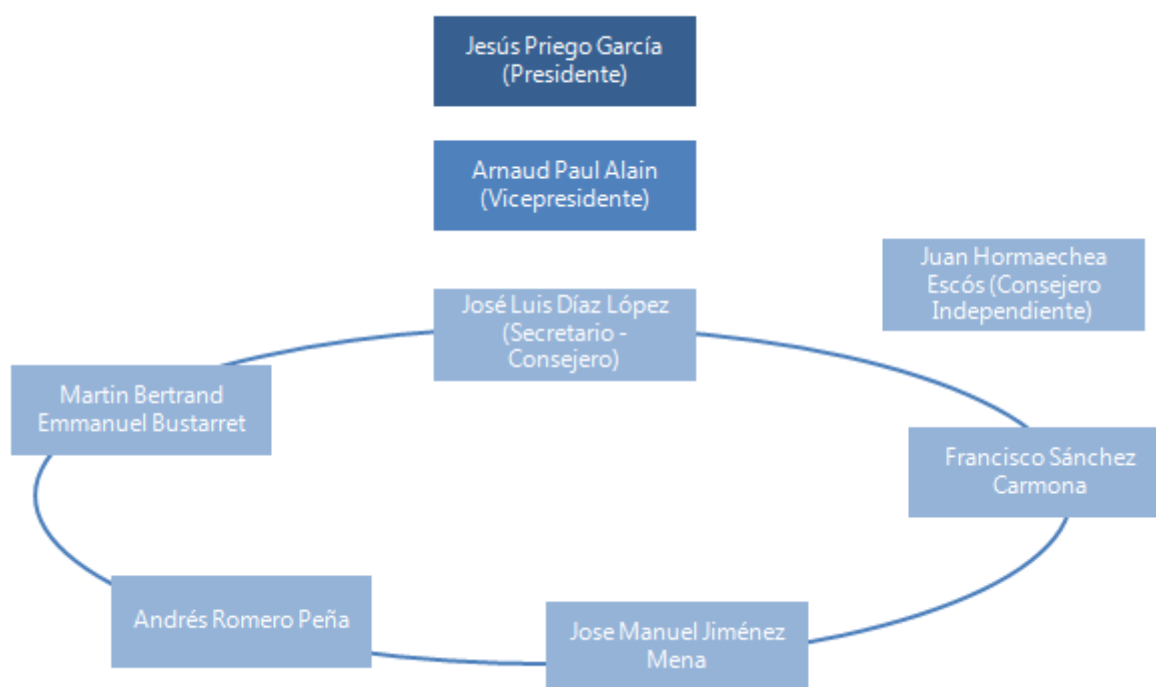 Jesús Priego García
(Presidente)
Arnaud Paul Alain
(Vicepresidente)
Juan Hormaechea
Escós (Consejero
Independiente)
José Luis Díaz López
(Secretario -
Consejero)
Martin Bertrand
Emmanuel Bustarret
Francisco Sánchez
Carmona
Andrés Romero Peña
Jose Manuel Jiménez
Mena